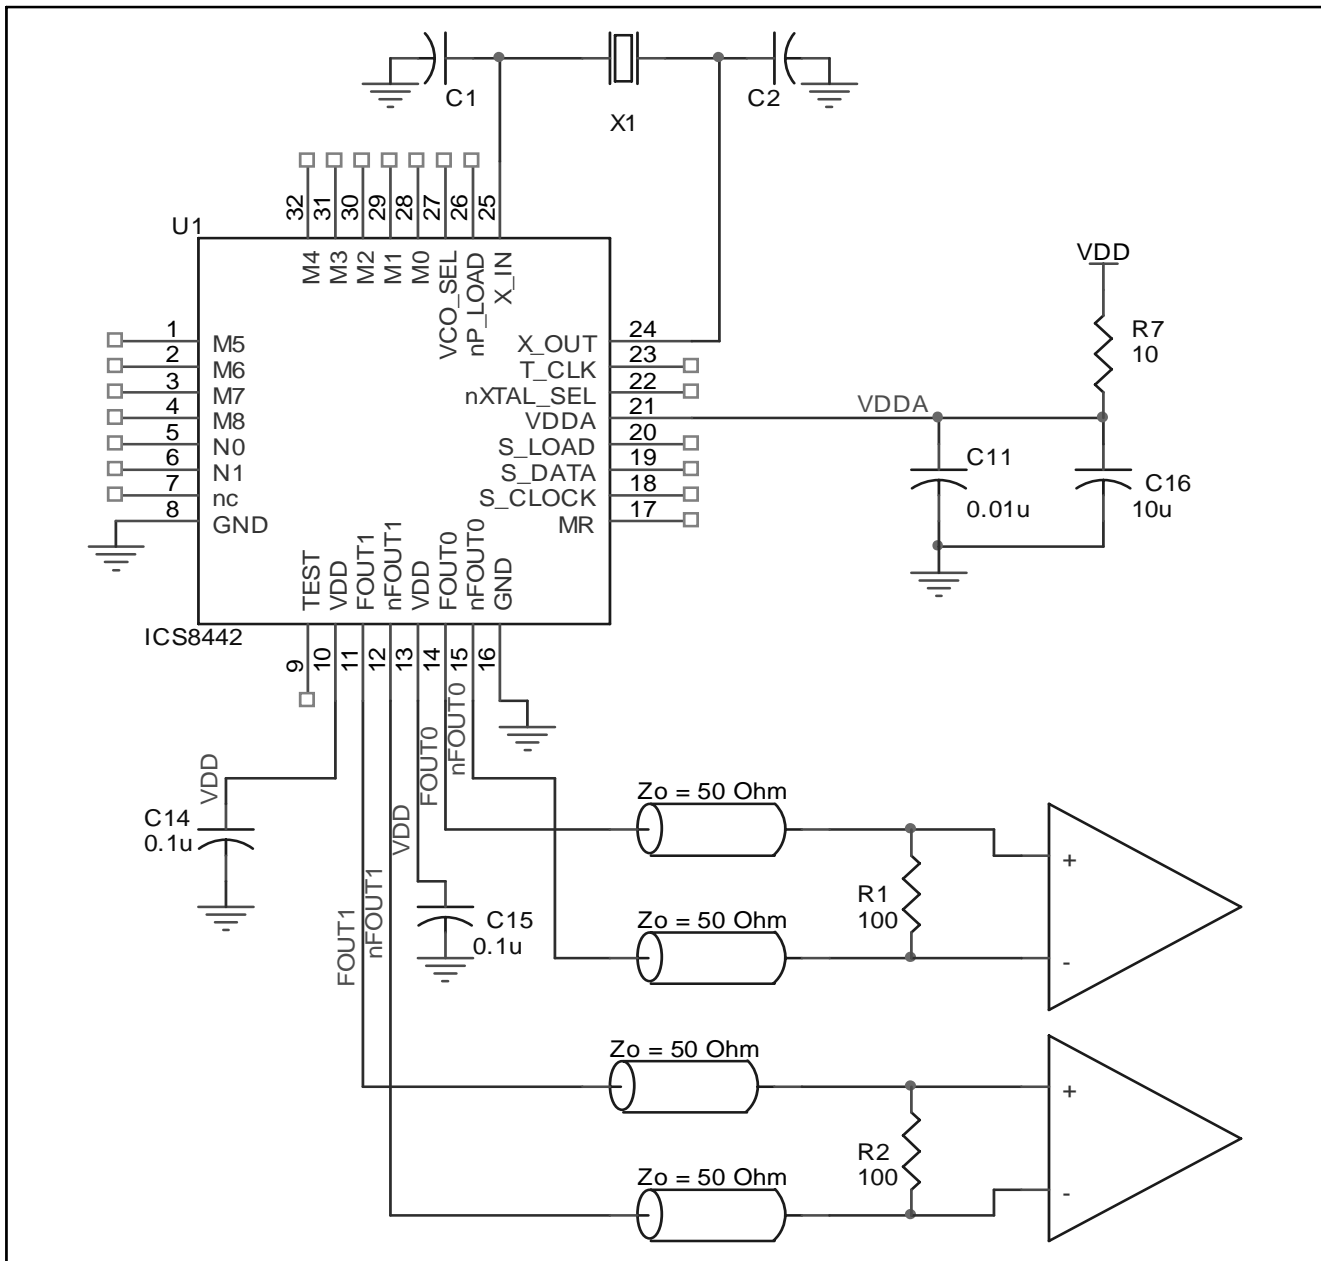 C1
X1
C2
32
31
30
29
28
27
26
25
U1
M4
M3
M2
M1
M0
VCO_SEL
nP_LOAD
X_IN
VDD
R7
10
1 M5
2 M6
3 M7
4 M8
5 N0
6 N1
7 nc
8 GND
X_OUT 24
T_CLK 23
nXTAL_SEL 22
VDDA 21
S_LOAD 20
S_DATA 19
S_CLOCK 18
MR 17
VDDA
C11
0.01u
C16
10u
TEST
VDD
FOUT1
nFOUT1
VDD
FOUT0
nFOUT0
GND
ICS8442
9
10
11
12
13
14
15
16
VDD
C14
0.1u
FOUT1
nFOUT1
VDD
FOUT0
nFOUT0
C15
0.1u
Zo = 50 Ohm
R1
100
+
-
Zo = 50 Ohm
Zo = 50 Ohm
R2
100
+
-
Zo = 50 Ohm